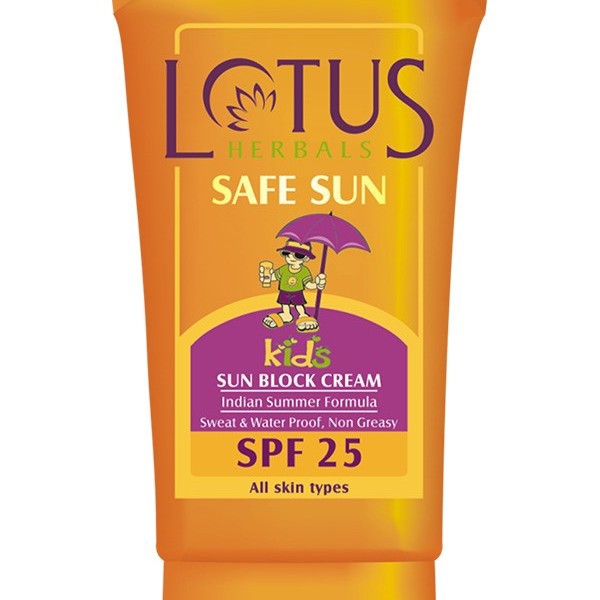 LOTUS
HERBALS
SAFE SUN
kids
SUN BLOCK CREAM
Indian Summer Formula
Sweat & Water Proof, Non Greasy
SPF 25
All skin types